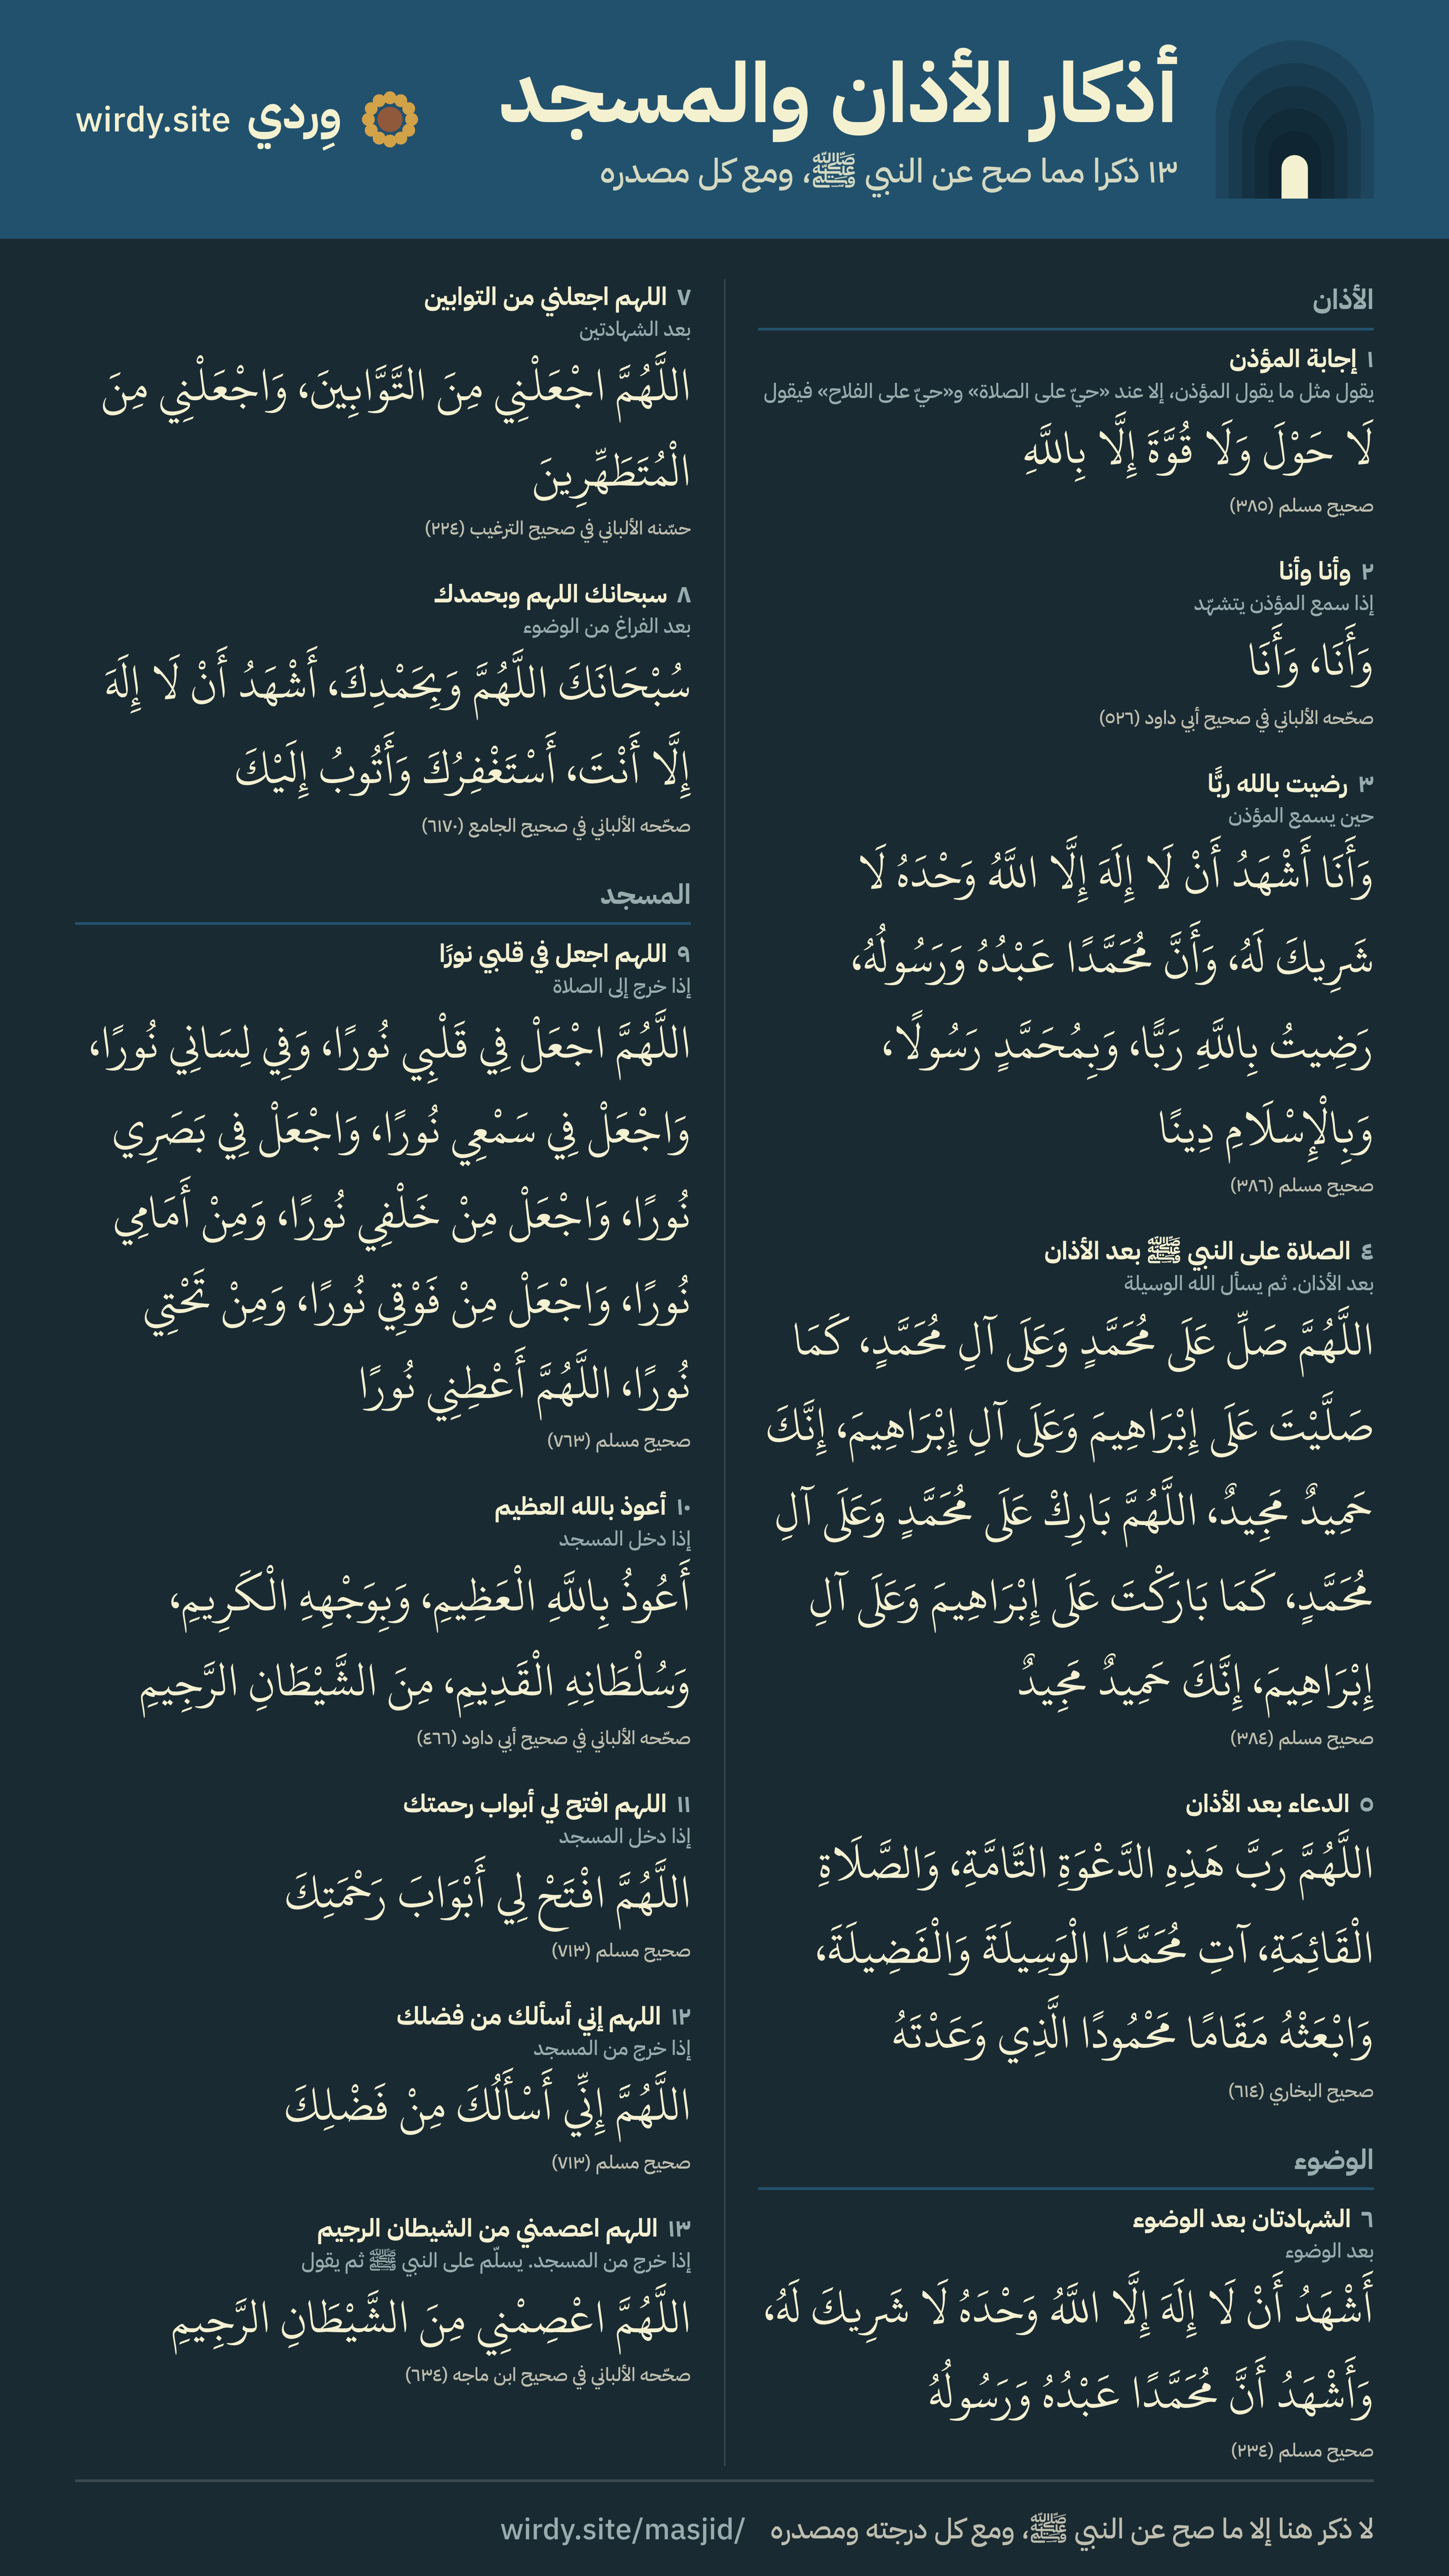 أذكار الأذان والمسجد
١٣ ذكرا مما صح عن النبي ﷺ، ومع كل مصدره
وِردي wirdy.site
الأذان
١ إجابة المؤذن
يقول مثل ما يقول المؤذن، إلا عند «حيّ على الصلاة» و«حيّ على الفلاح» فيقول
لَا حَوْلَ وَلَا قُوَّةَ إِلَّا بِاللَّهِ
صحيح مسلم (٣٨٥)
٢ وأنا وأنا
إذا سمع المؤذن يتشهّد
وَأَنَا، وَأَنَا
صحّحه الألباني في صحيح أبي داود (٥٢٦)
٣ رضيت بالله ربًّا
حين يسمع المؤذن
وَأَنَا أَشْهَدُ أَنْ لَا إِلَهَ إِلَّا اللَّهُ وَحْدَهُ لَا
شَرِيكَ لَهُ، وَأَنَّ مُحَمَّدًا عَبْدُهُ وَرَسُولُهُ،
رَضِيتُ بِاللَّهِ رَبًّا، وَبِمُحَمَّدٍ رَسُولًا،
وَبِالْإِسْلَامِ دِينًا
صحيح مسلم (٣٨٦)
٤ الصلاة على النبي ﷺ بعد الأذان
بعد الأذان. ثم يسأل الله الوسيلة
اللَّهُمَّ صَلِّ عَلَى مُحَمَّدٍ وَعَلَى آلِ مُحَمَّدٍ، كَمَا
صَلَّيْتَ عَلَى إِبْرَاهِيمَ وَعَلَى آلِ إِبْرَاهِيمَ، إِنَّكَ
حَمِيدٌ مَجِيدٌ، اللَّهُمَّ بَارِكْ عَلَى مُحَمَّدٍ وَعَلَى آلِ
مُحَمَّدٍ، كَمَا بَارَكْتَ عَلَى إِبْرَاهِيمَ وَعَلَى آلِ
إِبْرَاهِيمَ، إِنَّكَ حَمِيدٌ مَجِيدٌ
صحيح مسلم (٣٨٤)
٥ الدعاء بعد الأذان
اللَّهُمَّ رَبَّ هَذِهِ الدَّعْوَةِ التَّامَّةِ، وَالصَّلَاةِ
الْقَائِمَةِ، آتِ مُحَمَّدًا الْوَسِيلَةَ وَالْفَضِيلَةَ،
وَابْعَثْهُ مَقَامًا مَحْمُودًا الَّذِي وَعَدْتَهُ
صحيح البخاري (٦١٤)
الوضوء
٦ الشهادتان بعد الوضوء
بعد الوضوء
أَشْهَدُ أَنْ لَا إِلَهَ إِلَّا اللَّهُ وَحْدَهُ لَا شَرِيكَ لَهُ،
وَأَشْهَدُ أَنَّ مُحَمَّدًا عَبْدُهُ وَرَسُولُهُ
صحيح مسلم (٢٣٤)
٧ اللهم اجعلني من التوابين
بعد الشهادتين
اللَّهُمَّ اجْعَلْنِي مِنَ التَّوَّابِينَ، وَاجْعَلْنِي مِنَ
الْمُتَطَهِّرِينَ
حسّنه الألباني في صحيح الترغيب (٢٢٤)
٨ سبحانك اللهم وبحمدك
بعد الفراغ من الوضوء
سُبْحَانَكَ اللَّهُمَّ وَبِحَمْدِكَ، أَشْهَدُ أَنْ لَا إِلَهَ
إِلَّا أَنْتَ، أَسْتَغْفِرُكَ وَأَتُوبُ إِلَيْكَ
صحّحه الألباني في صحيح الجامع (٦١٧٠)
المسجد
٩ اللهم اجعل في قلبي نورًا
إذا خرج إلى الصلاة
اللَّهُمَّ اجْعَلْ فِي قَلْبِي نُورًا، وَفِي لِسَانِي نُورًا،
وَاجْعَلْ فِي سَمْعِي نُورًا، وَاجْعَلْ فِي بَصَرِي
نُورًا، وَاجْعَلْ مِنْ خَلْفِي نُورًا، وَمِنْ أَمَامِي
نُورًا، وَاجْعَلْ مِنْ فَوْقِي نُورًا، وَمِنْ تَحْتِي
نُورًا، اللَّهُمَّ أَعْطِنِي نُورًا
صحيح مسلم (٧٦٣)
١٠ أعوذ بالله العظيم
إذا دخل المسجد
أَعُوذُ بِاللَّهِ الْعَظِيمِ، وَبِوَجْهِهِ الْكَرِيمِ،
وَسُلْطَانِهِ الْقَدِيمِ، مِنَ الشَّيْطَانِ الرَّجِيمِ
صحّحه الألباني في صحيح أبي داود (٤٦٦)
١١ اللهم افتح لي أبواب رحمتك
إذا دخل المسجد
اللَّهُمَّ افْتَحْ لِي أَبْوَابَ رَحْمَتِكَ
صحيح مسلم (٧١٣)
١٢ اللهم إني أسألك من فضلك
إذا خرج من المسجد
اللَّهُمَّ إِنِّي أَسْأَلُكَ مِنْ فَضْلِكَ
صحيح مسلم (٧١٣)
١٣ اللهم اعصمني من الشيطان الرجيم
إذا خرج من المسجد. يسلّم على النبي ﷺ ثم يقول
اللَّهُمَّ اعْصِمْنِي مِنَ الشَّيْطَانِ الرَّجِيمِ
صحّحه الألباني في صحيح ابن ماجه (٦٣٤)
لا ذكر هنا إلا ما صح عن النبي ﷺ، ومع كل درجته ومصدره wirdy.site/masjid/